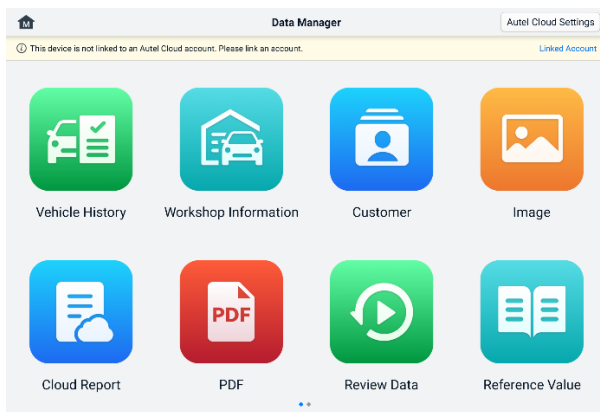 M
Data Manager
Autel Cloud Settings
This device is not linked to an Autel Cloud account. Please link an account.
Linked Account
Vehicle History
Workshop Information
Customer
Image
PDF
Cloud Report
PDF
Review Data
Reference Value